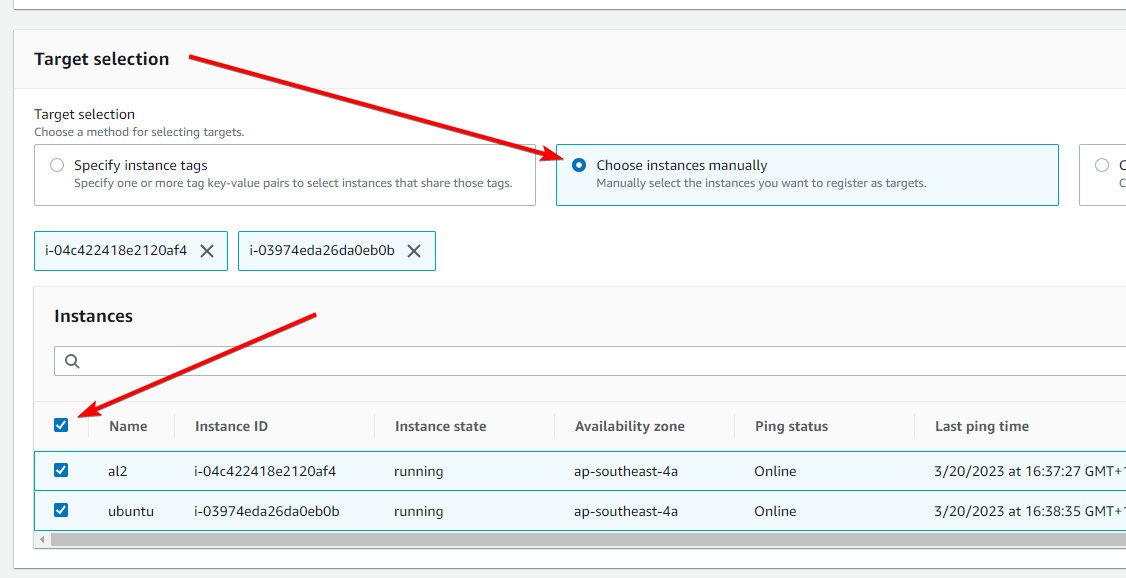 Target selection
Target selection
Choose a method for selecting targets.
Specify instance tags
Specify one or more tag key-value pairs to select instances that share those tags.
Choose instances manually
Manually select the instances you want to register as targets.
i-04c422418e2120af4
i-03974eda26da0eb0b
Instances
Name Instance ID Instance state Availability zone Ping status Last ping time
al2 i-04c422418e2120af4 running ap-southeast-4a Online 3/20/2023 at 16:37:27 GMT+1
ubuntu i-03974eda26da0eb0b running ap-southeast-4a Online 3/20/2023 at 16:38:35 GMT+1